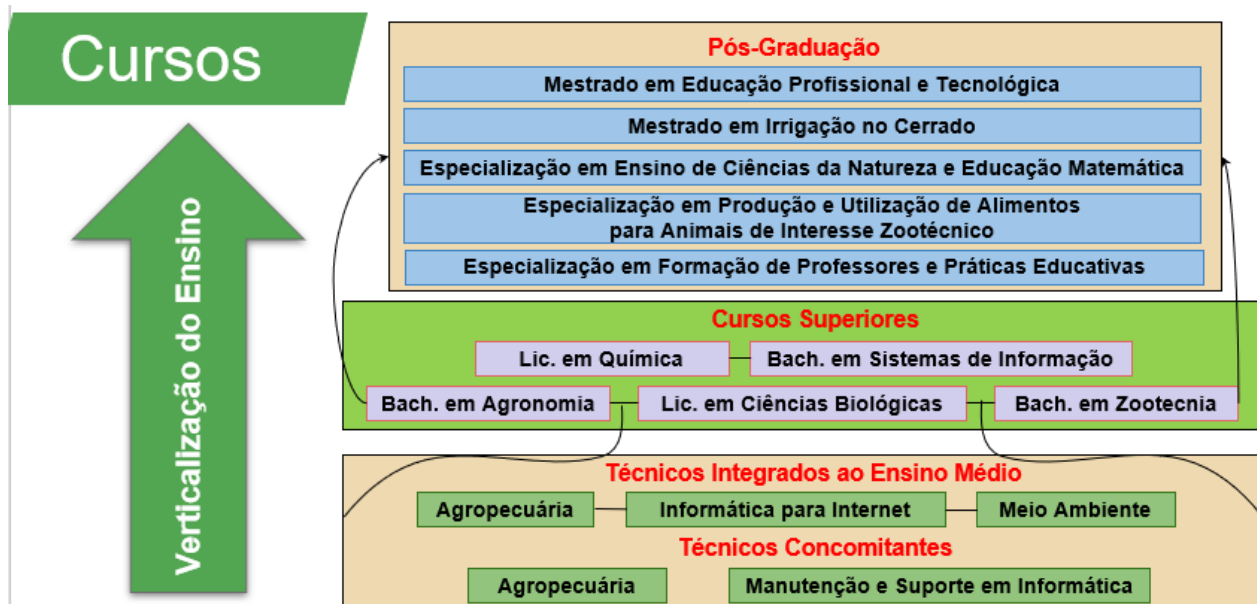 Cursos
Verticalização do Ensino
Pós-Graduação
Mestrado em Educação Profissional e Tecnológica
Mestrado em Irrigação no Cerrado
Especialização em Ensino de Ciências da Natureza e Educação Matemática
Especialização em Produção e Utilização de Alimentos
para Animais de Interesse Zootécnico
Especialização em Formação de Professores e Práticas Educativas
Cursos Superiores
Lic. em Química
Bach. em Sistemas de Informação
Bach. em Agronomia
Lic. em Ciências Biológicas
Bach. em Zootecnia
Técnicos Integrados ao Ensino Médio
Agropecuária
Informática para Internet
Meio Ambiente
Técnicos Concomitantes
Agropecuária
Manutenção e Suporte em Informática